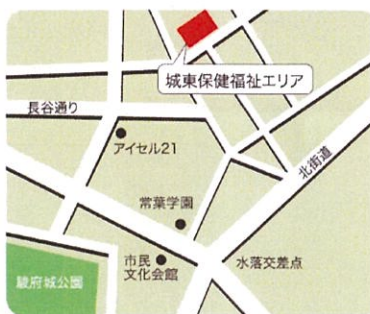 城東保健福祉エリア
長谷通り
アイセル21
北街道
常葉学園
市民
文化会館
水落交差点
駿府城公園